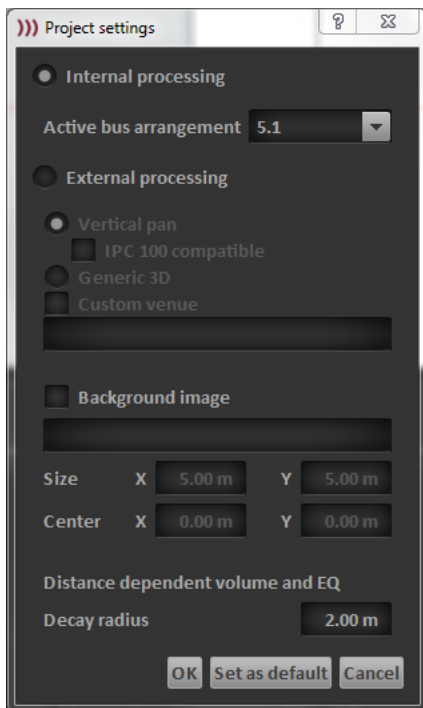 Project settings
Internal processing
Active bus arrangement 5.1
External processing
Vertical pan
IPC 100 compatible
Generic 3D
Custom venue
Background image
Size X 5.00 m Y 5.00 m
Center X 0.00 m Y 0.00 m
Distance dependent volume and EQ
Decay radius 2.00 m
OK Set as default Cancel